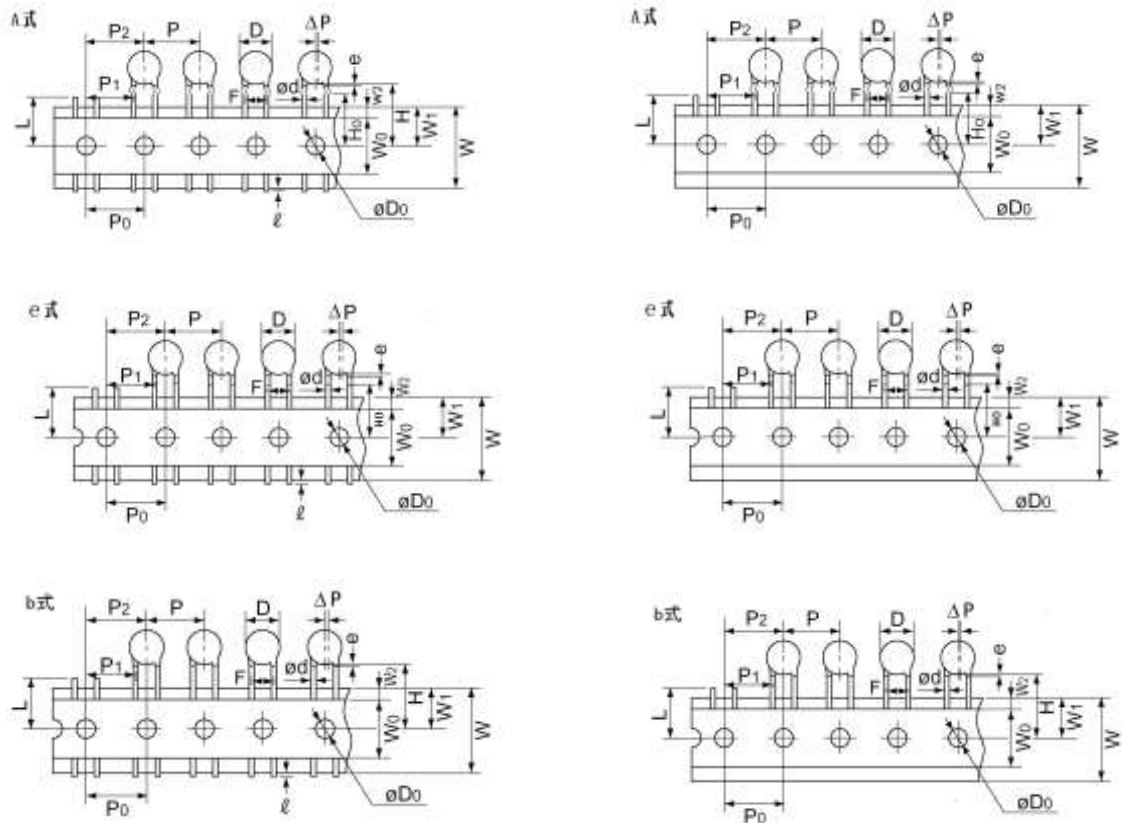 A式
P2 P D ΔP
P1 F ød e
L H0 W2 H W0 W1 W
P0 ℓ øD0
A式
P2 P D ΔP
P1 F ød e
L H0 W2 W0 W1 W
P0 øD0
e式
P2 P D ΔP
P1 F ød e
L H0 W2 W0 W1 W
P0 ℓ øD0
e式
P2 P D ΔP
P1 F ød e
L H0 W2 W0 W1 W
P0 øD0
b式
P2 P D ΔP
P1 F ød e
L W2 H W0 W1 W
P0 ℓ øD0
b式
P2 P D ΔP
P1 F ød e
L W2 H W0 W1 W
P0 øD0